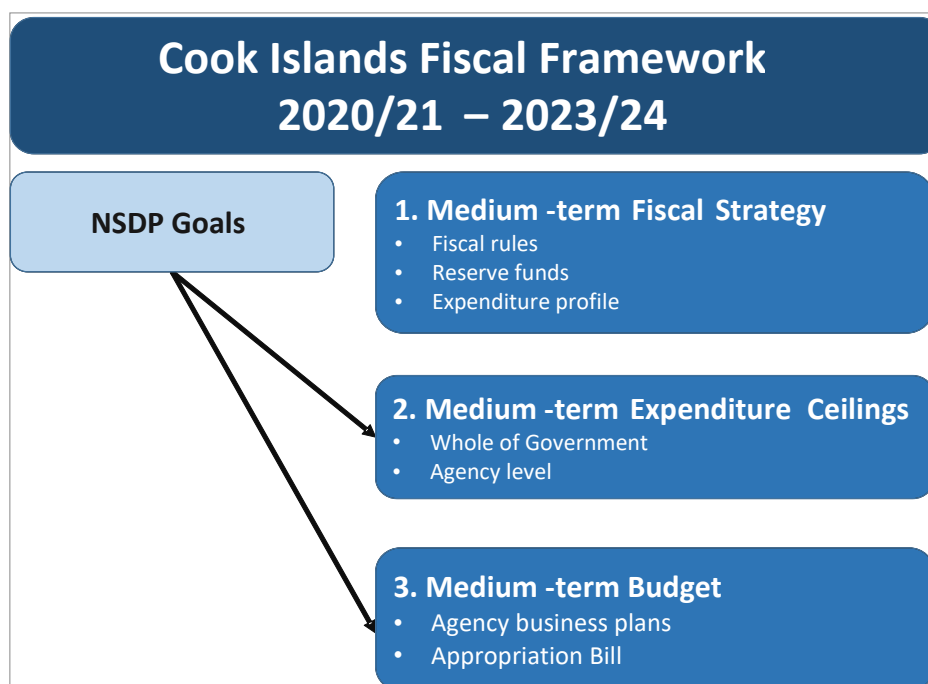 Cook Islands Fiscal Framework
2020/21 – 2023/24
NSDP Goals
1. Medium -term Fiscal Strategy
• Fiscal rules
• Reserve funds
• Expenditure profile
2. Medium -term Expenditure Ceilings
• Whole of Government
• Agency level
3. Medium -term Budget
• Agency business plans
• Appropriation Bill